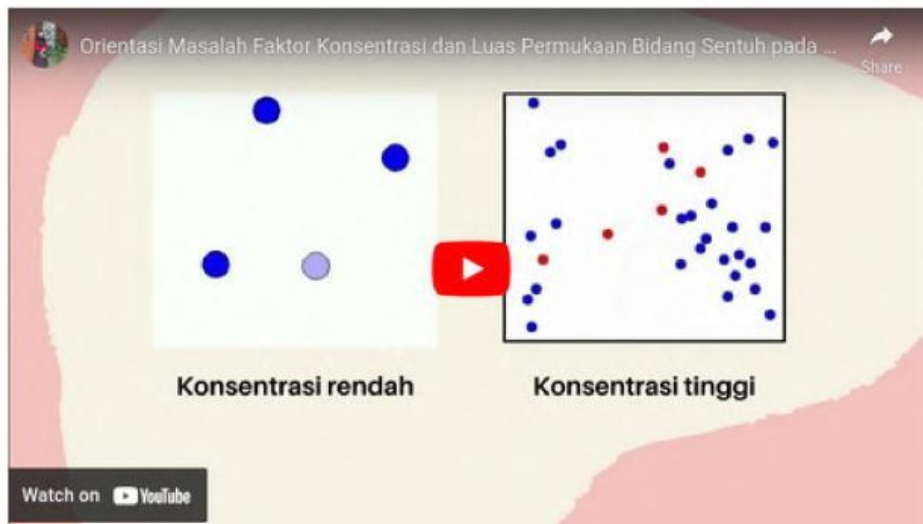 Orientasi Masalah Faktor Konsentrasi dan Luas Permukaan Bidang Sentuh pada ...
Share
Konsentrasi rendah
Konsentrasi tinggi
Watch on YouTube